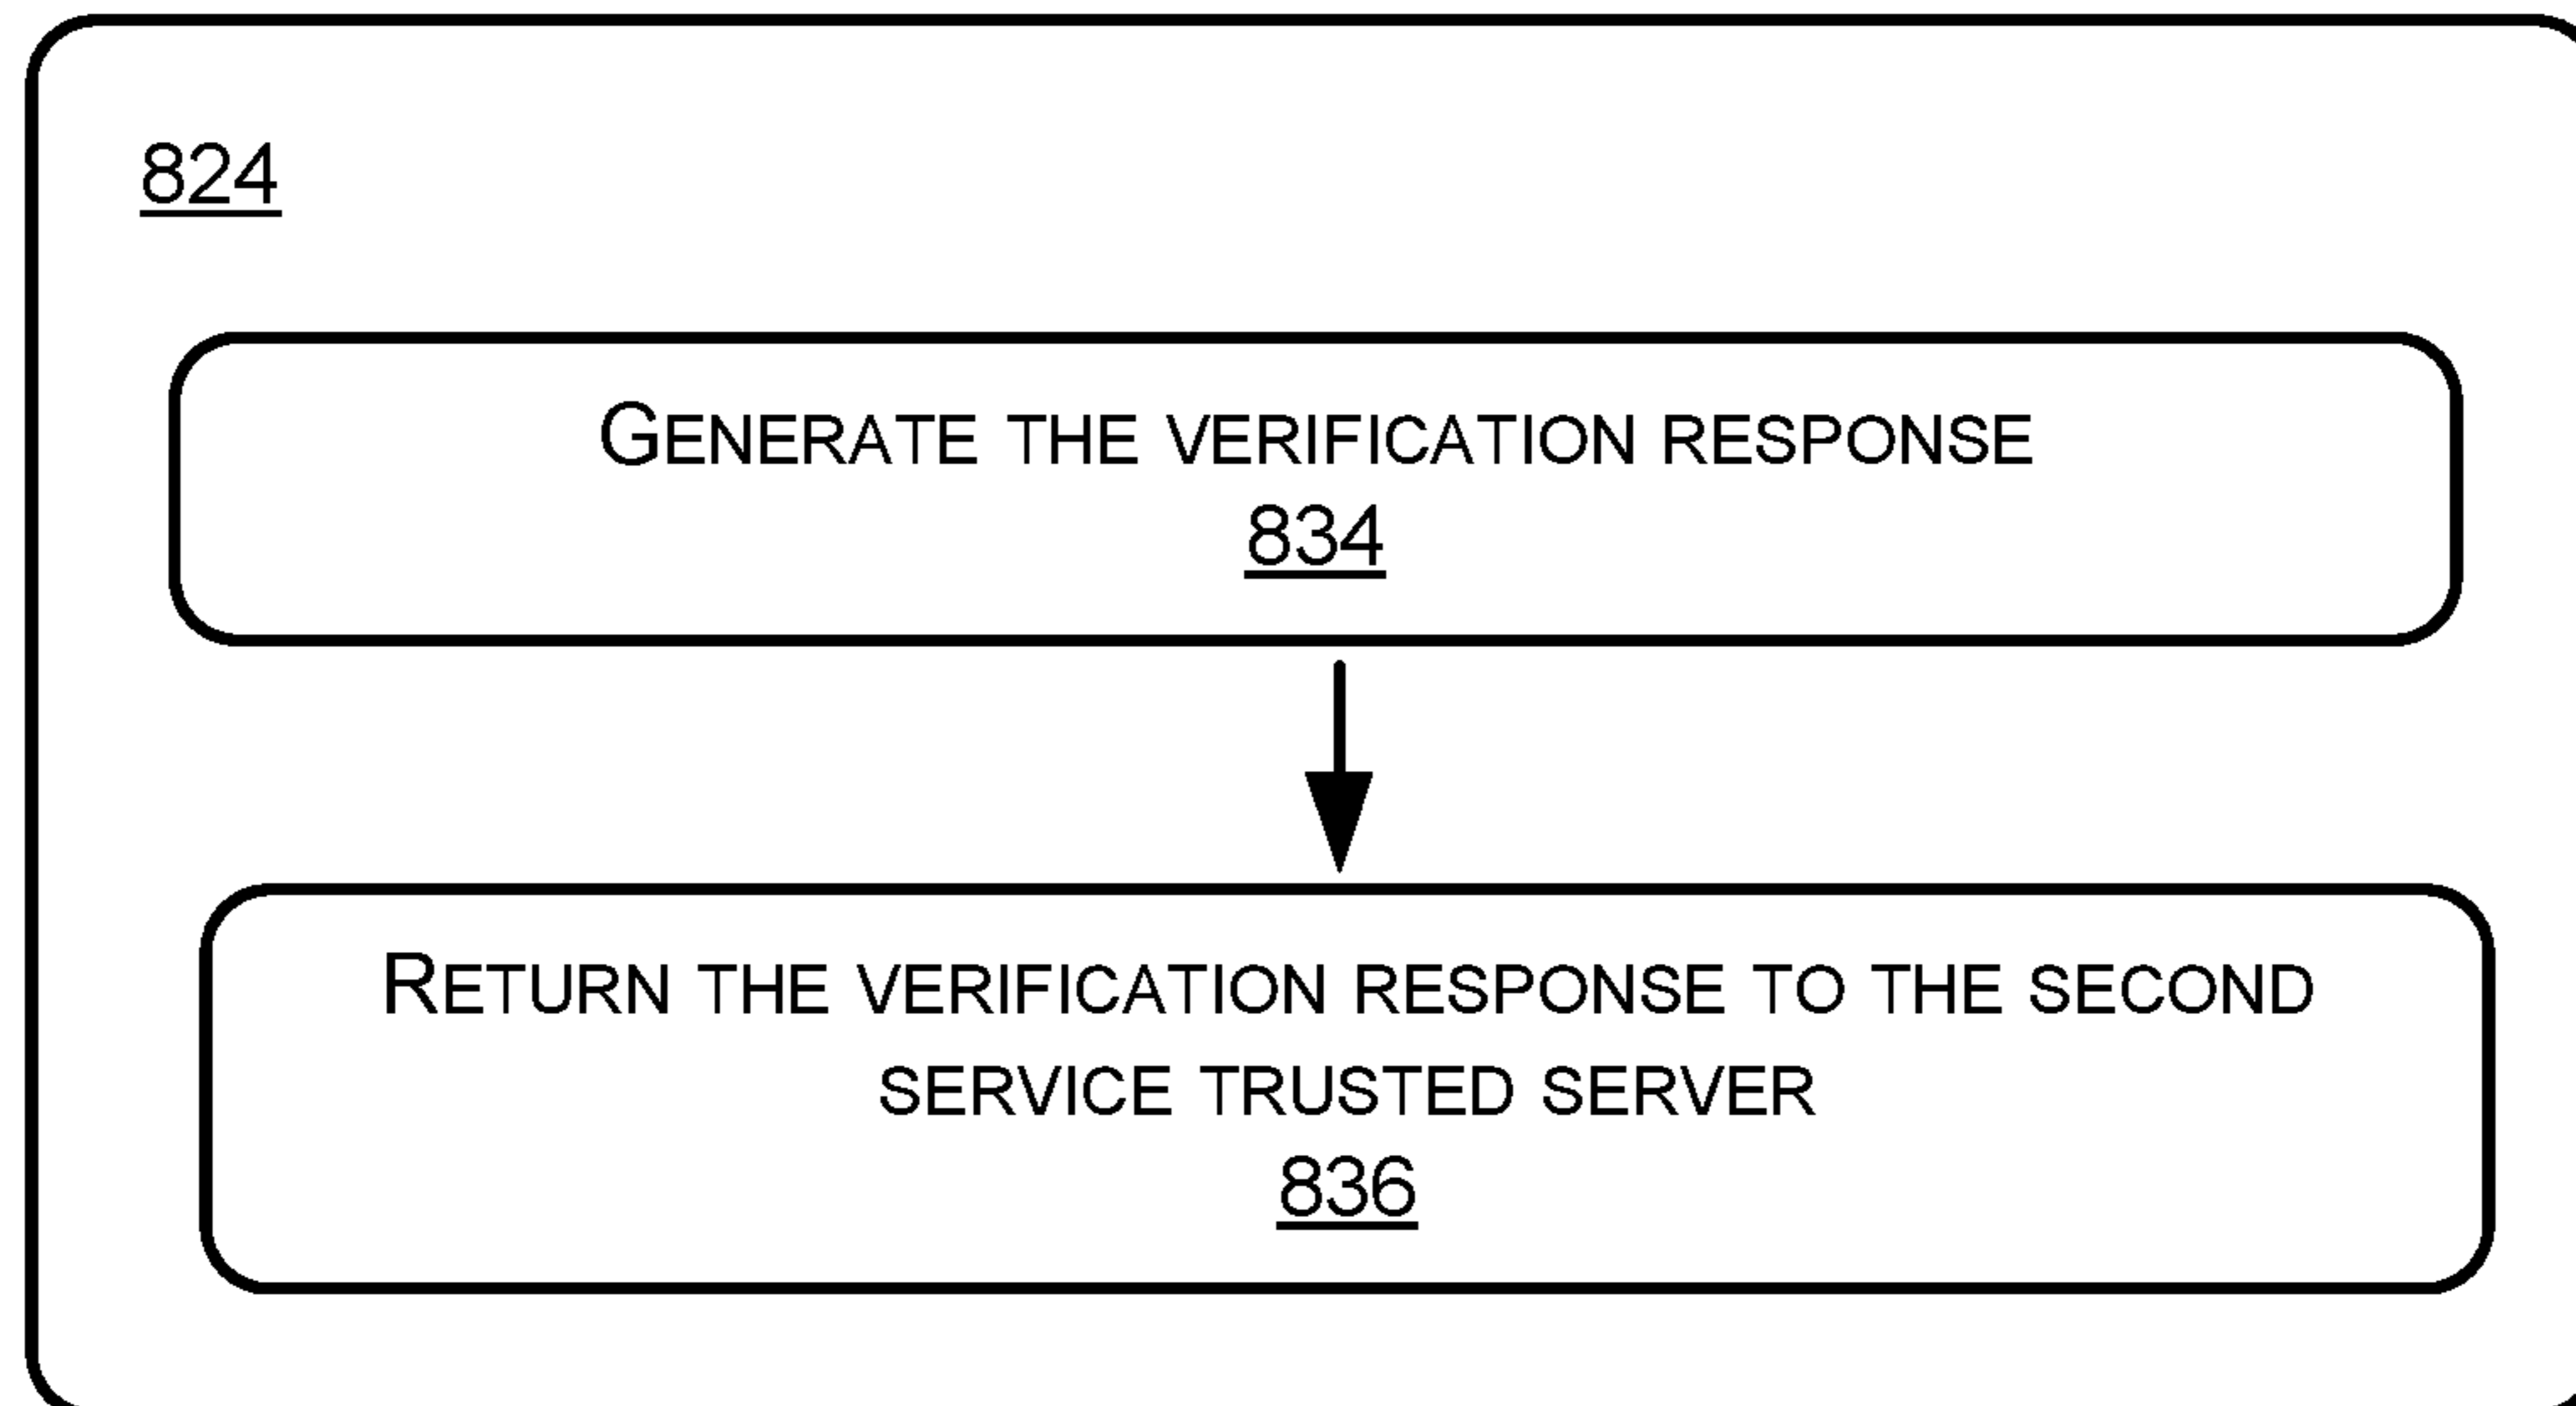 824
GENERATE THE VERIFICATION RESPONSE
834
RETURN THE VERIFICATION RESPONSE TO THE SECOND
SERVICE TRUSTED SERVER
836